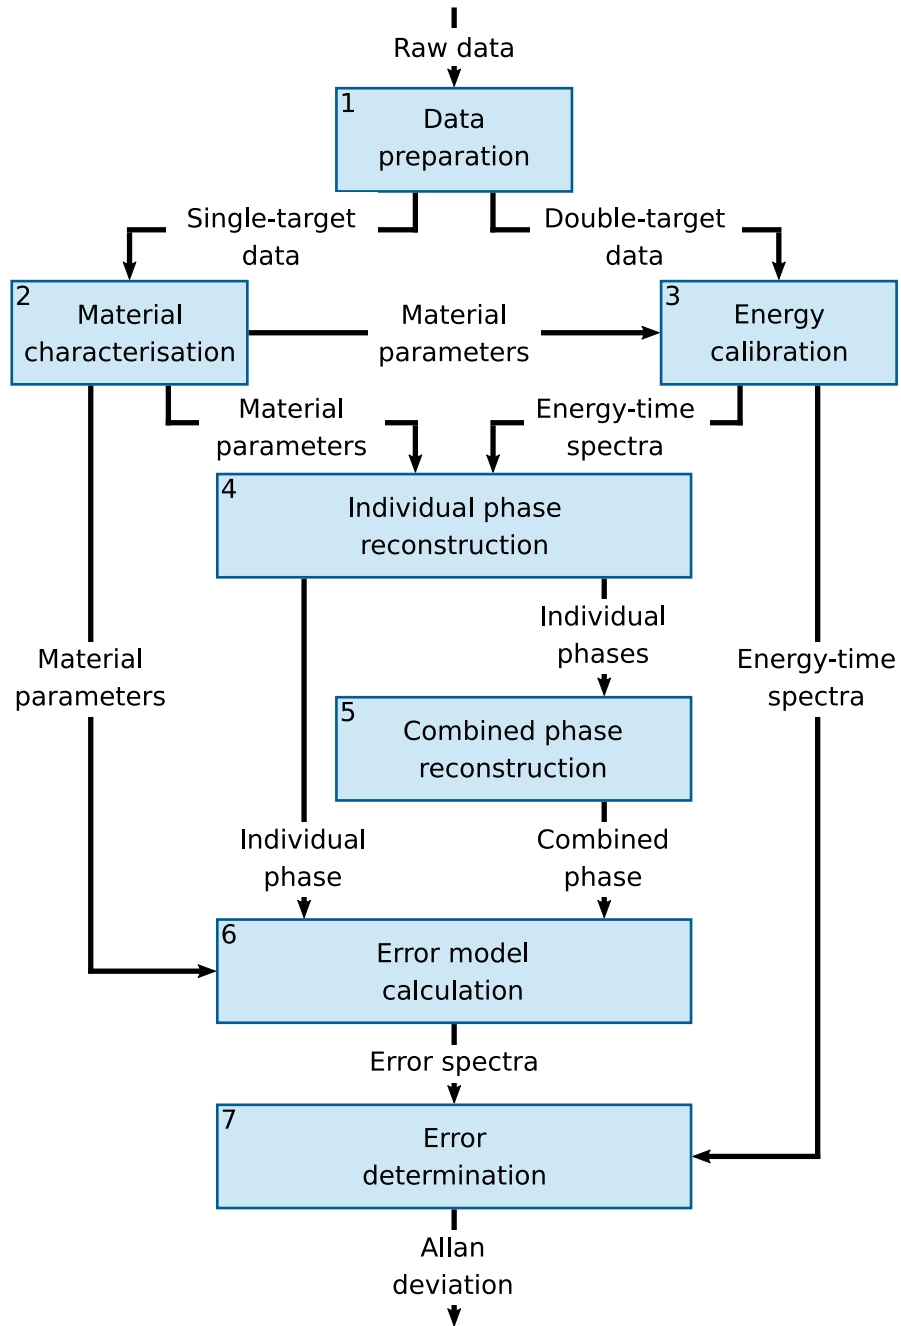 Raw data
1
Data
preparation
Single-target
data
Double-target
data
2
Material
characterisation
Material
parameters
3
Energy
calibration
Material
parameters
Energy-time
spectra
4
Individual phase
reconstruction
Individual
phases
Material
parameters
Energy-time
spectra
5
Combined phase
reconstruction
Individual
phase
Combined
phase
6
Error model
calculation
Error spectra
7
Error
determination
Allan
deviation